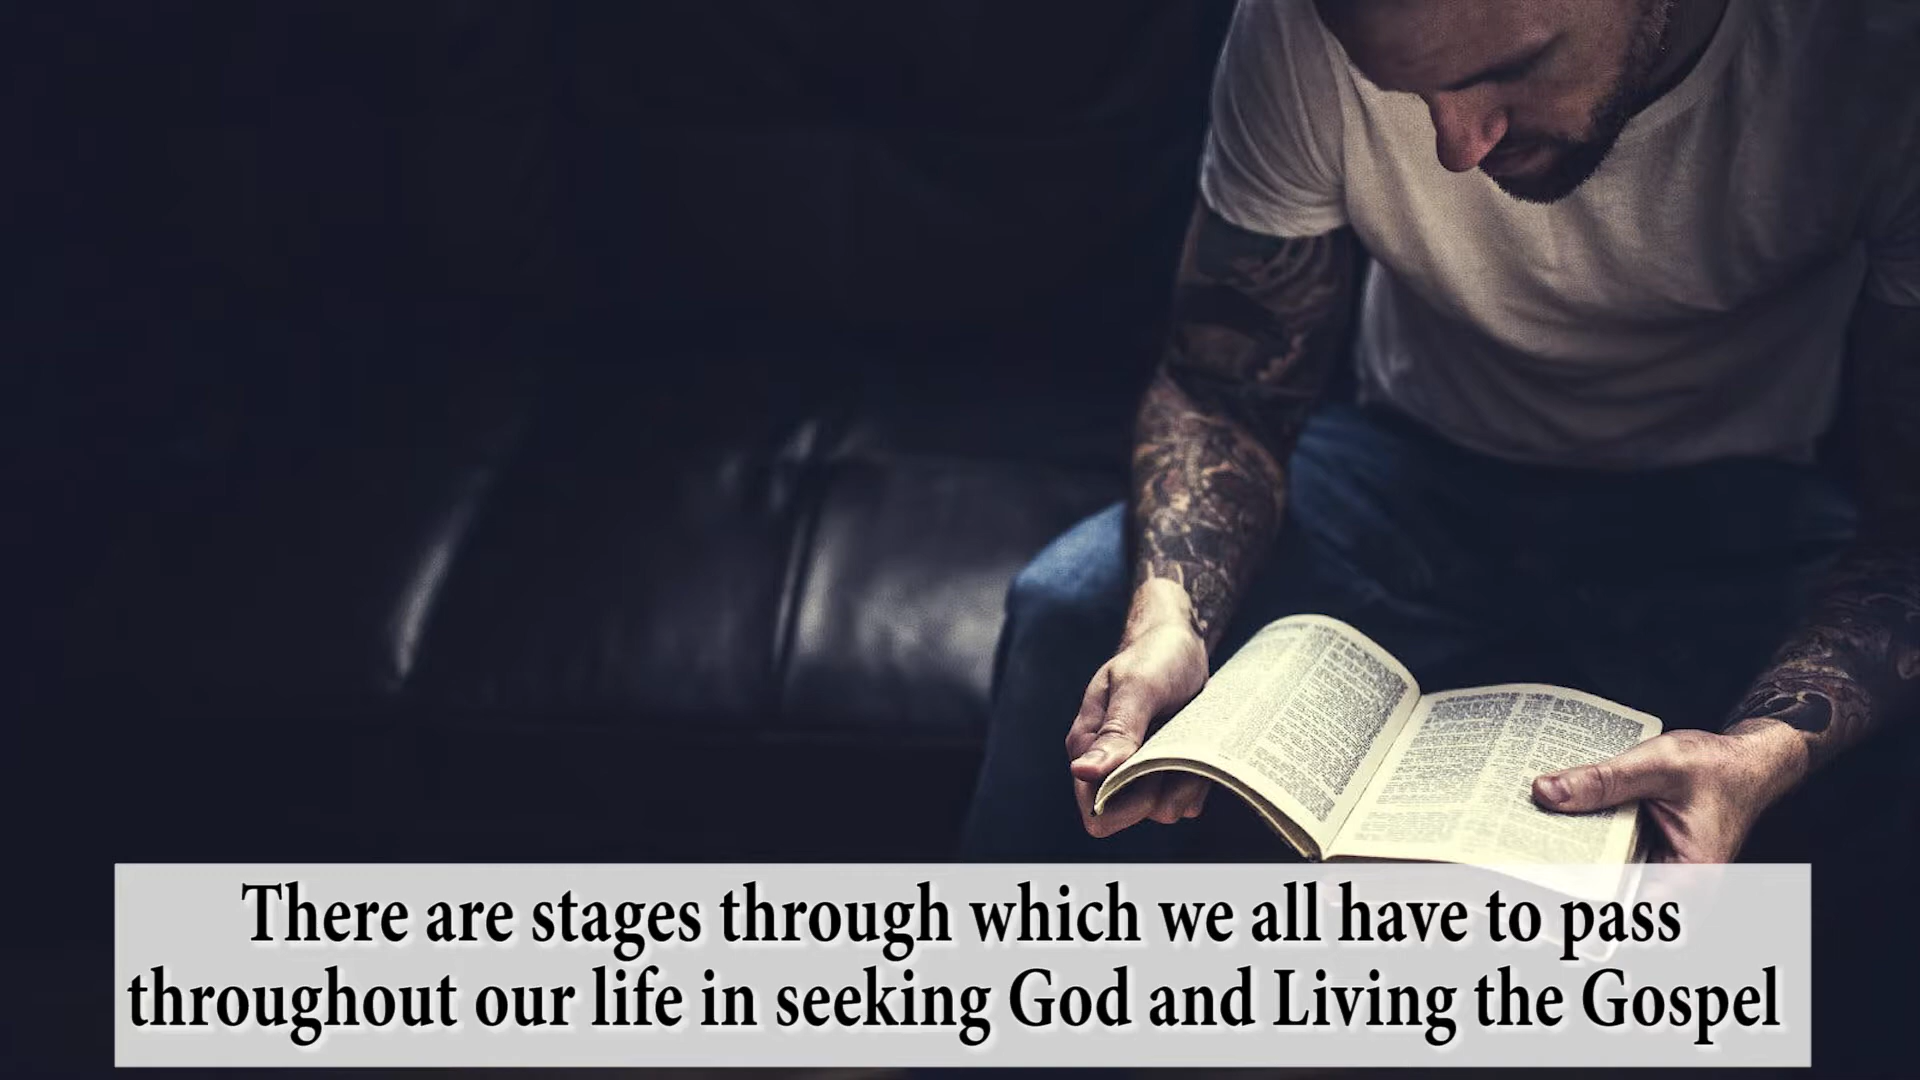 There are stages through which we all have to pass
throughout our life in seeking God and Living the Gospel